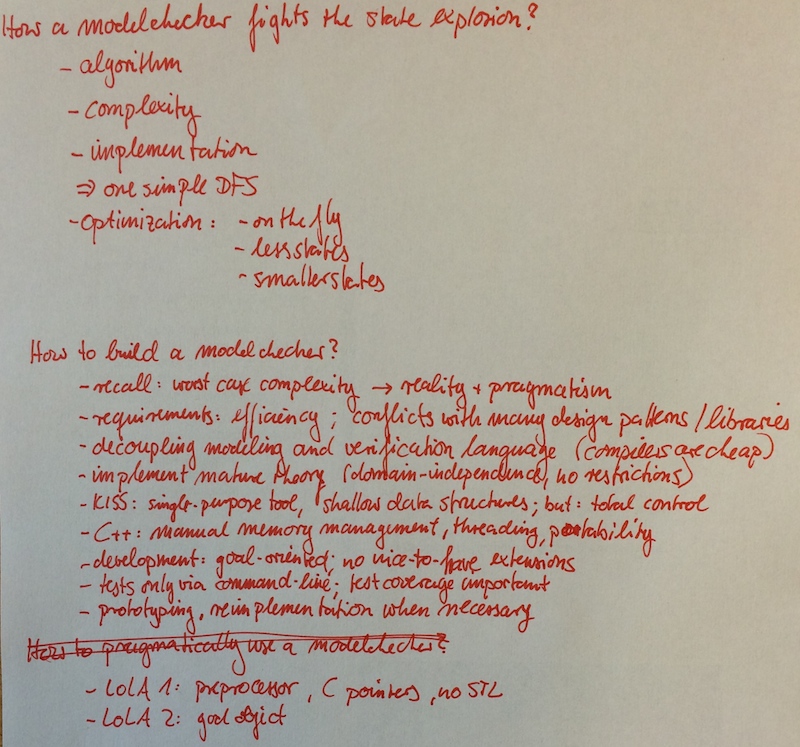 How a modelchecker fights the state explosion?
- algorithm
- complexity
- implementation
⇒ one simple DFS
- optimization: - on the fly
- less states
- smaller states
How to build a modelchecker?
- recall: worst case complexity → reality + pragmatism
- requirements: efficiency; conflicts with many design patterns/libraries
- decoupling modeling and verification language (compilers are cheap)
- implement mature theory (domain-independence, no restrictions)
- KISS: single-purpose tool, shallow data structures; but: total control
- C++: manual memory management, threading, portability
- development: goal-oriented; no nice-to-have extensions
- tests only via command-line; test coverage important
- prototyping, reimplementation when necessary
How to pragmatically use a modelchecker?
- LoLA 1: preprocessor, C pointers, no STL
- LoLA 2: god object